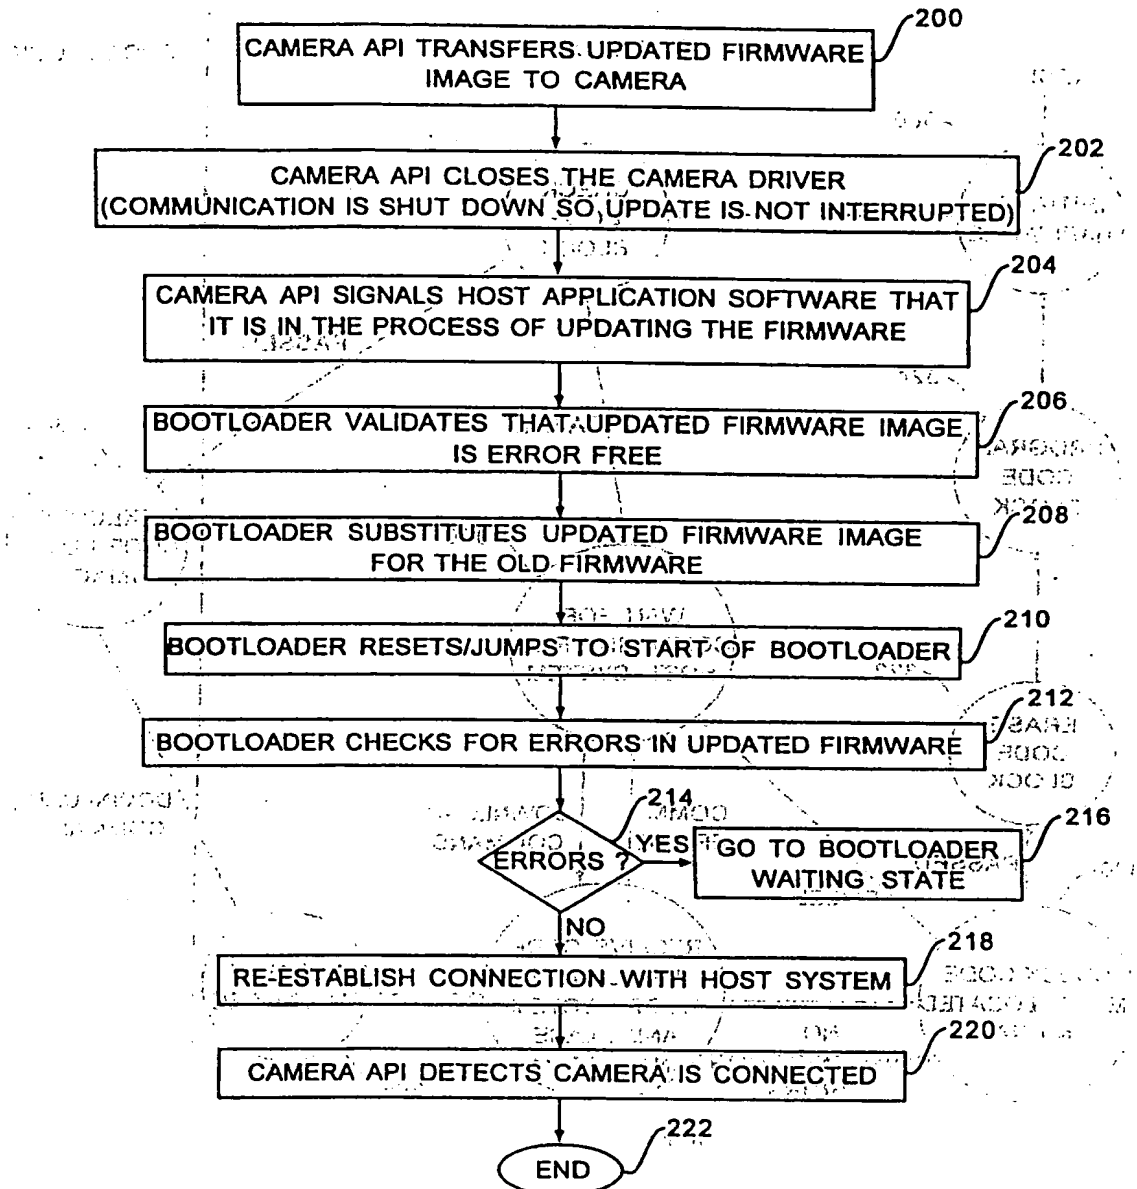 200
CAMERA API TRANSFERS UPDATED FIRMWARE
IMAGE TO CAMERA
202
CAMERA API CLOSES THE CAMERA DRIVER
(COMMUNICATION IS SHUT DOWN SO UPDATE IS NOT INTERRUPTED)
204
CAMERA API SIGNALS HOST APPLICATION SOFTWARE THAT
IT IS IN THE PROCESS OF UPDATING THE FIRMWARE
206
BOOTLOADER VALIDATES THAT UPDATED FIRMWARE IMAGE
IS ERROR FREE
208
BOOTLOADER SUBSTITUTES UPDATED FIRMWARE IMAGE
FOR THE OLD FIRMWARE
210
BOOTLOADER RESETS/JUMPS TO START OF BOOTLOADER
212
BOOTLOADER CHECKS FOR ERRORS IN UPDATED FIRMWARE
214
ERRORS ?
YES
216
GO TO BOOTLOADER
WAITING STATE
NO
218
RE-ESTABLISH CONNECTION WITH HOST SYSTEM
220
CAMERA API DETECTS CAMERA IS CONNECTED
222
END